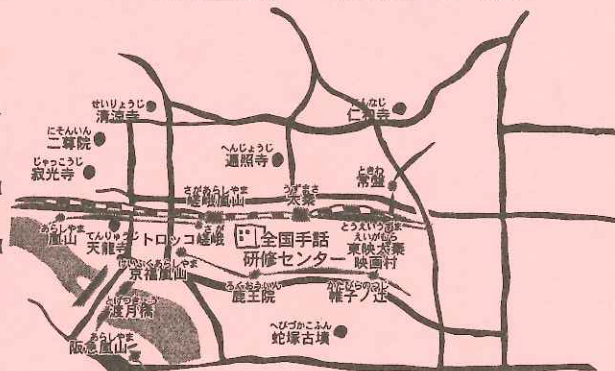 せいりょうじ
清凉寺
にんなじ
仁和寺
にそんいん
二尊院
へんじょうじ
遍照寺
じゃっこうじ
寂光寺
ときわ
常盤
さがあらしやま
嵯峨嵐山
うずまさ
太秦
あらしやま
嵐山
てんりゅうじ
天龍寺
さが
トロッコ嵯峨
全国手話
研修センター
とうえいうずまさ
えいがむら
東映太秦
映画村
けいふくあらしやま
京福嵐山
ろくおういん
鹿王院
かたびらのつじ
帷子ノ辻
とげつきょう
渡月橋
へびづかこふん
蛇塚古墳
あらしやま
阪急嵐山